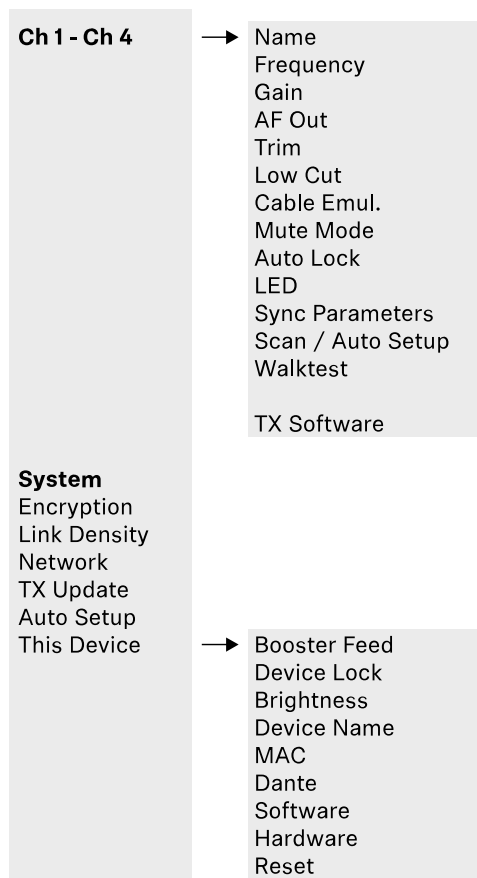 Ch 1 - Ch 4
Name
Frequency
Gain
AF Out
Trim
Low Cut
Cable Emul.
Mute Mode
Auto Lock
LED
Sync Parameters
Scan / Auto Setup
Walktest
TX Software
System
Encryption
Link Density
Network
TX Update
Auto Setup
This Device
Booster Feed
Device Lock
Brightness
Device Name
MAC
Dante
Software
Hardware
Reset